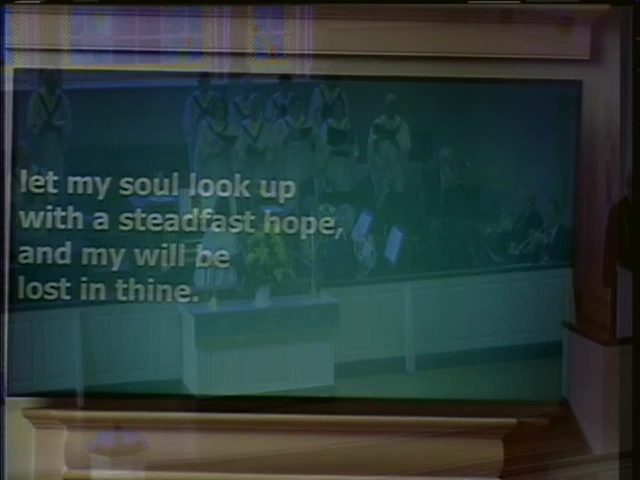 let my soul look up
with a steadfast hope,
and my will be
lost in thine.